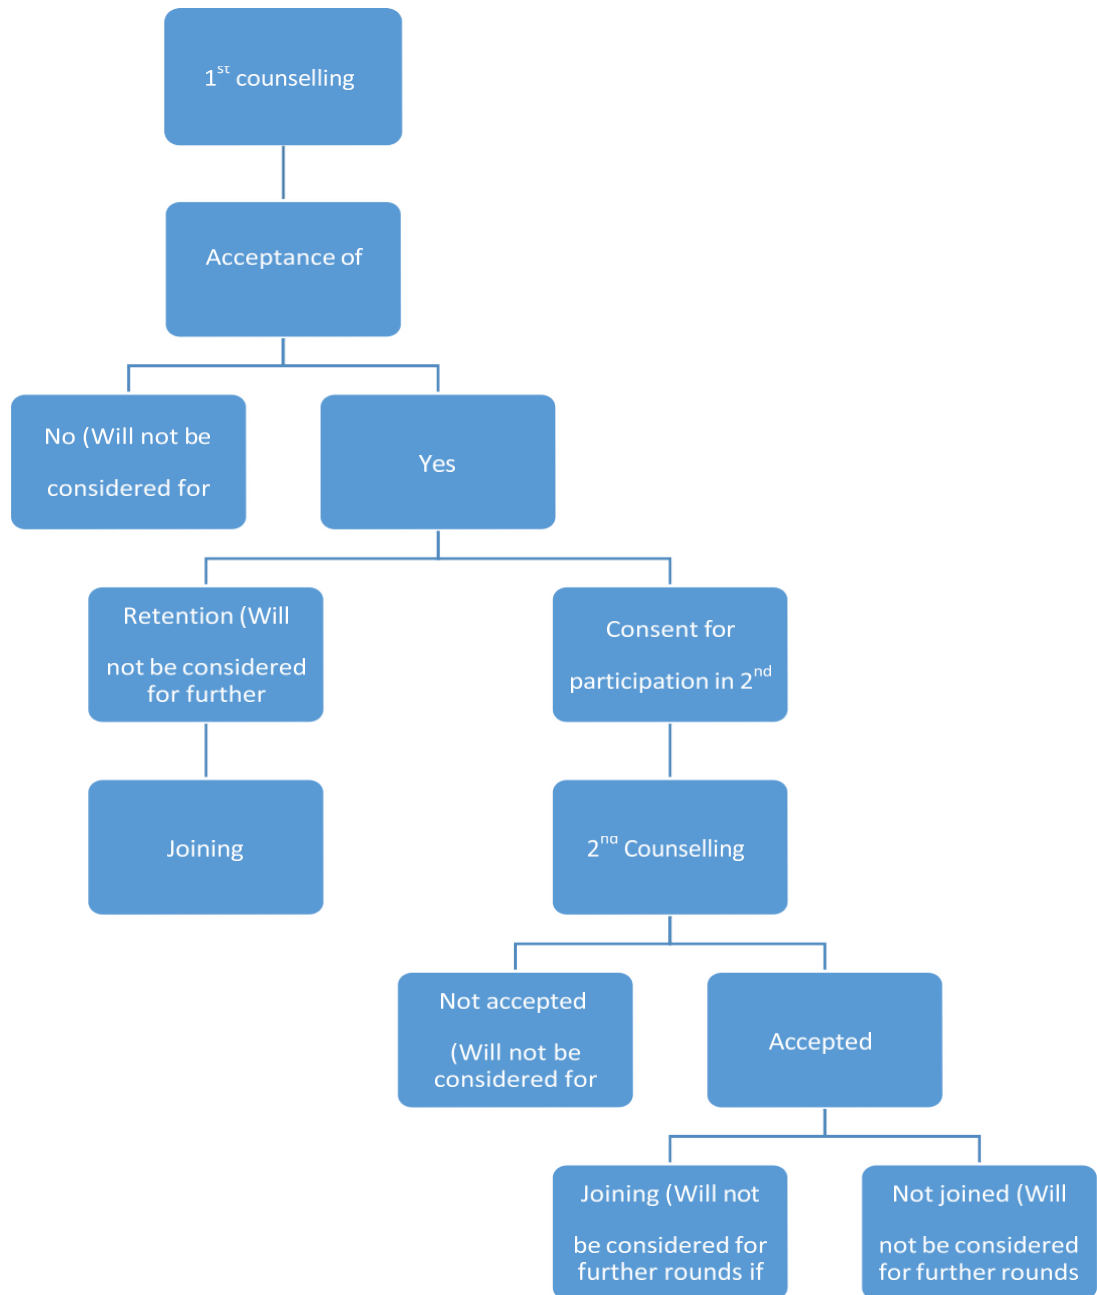 1st counselling
Acceptance of
No (Will not be
considered for
Yes
Retention (Will
not be considered
for further
Consent for
participation in 2nd
Joining
2nd Counselling
Not accepted
(Will not be
considered for
Accepted
Joining (Will not
be considered for
further rounds if
Not joined (Will
not be considered
for further rounds